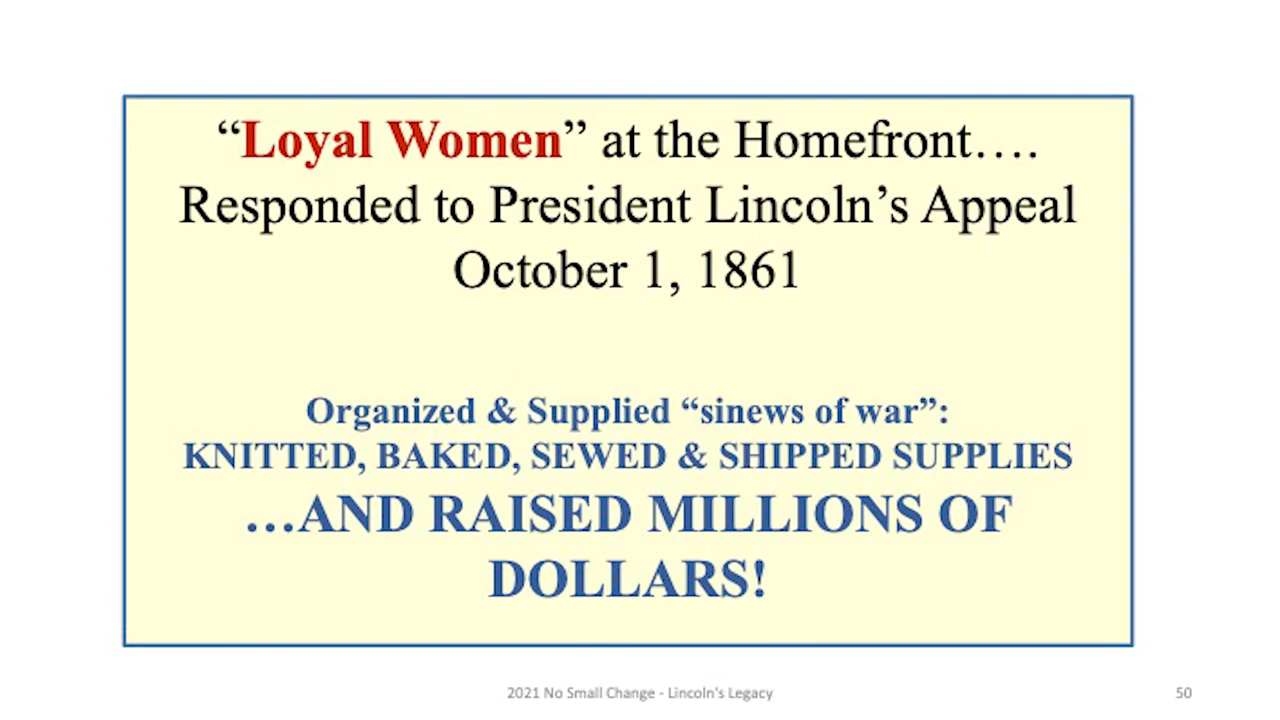 “Loyal Women” at the Homefront….
Responded to President Lincoln’s Appeal
October 1, 1861
Organized & Supplied “sinews of war”:
KNITTED, BAKED, SEWED & SHIPPED SUPPLIES
…AND RAISED MILLIONS OF
DOLLARS!
2021 No Small Change - Lincoln's Legacy
50